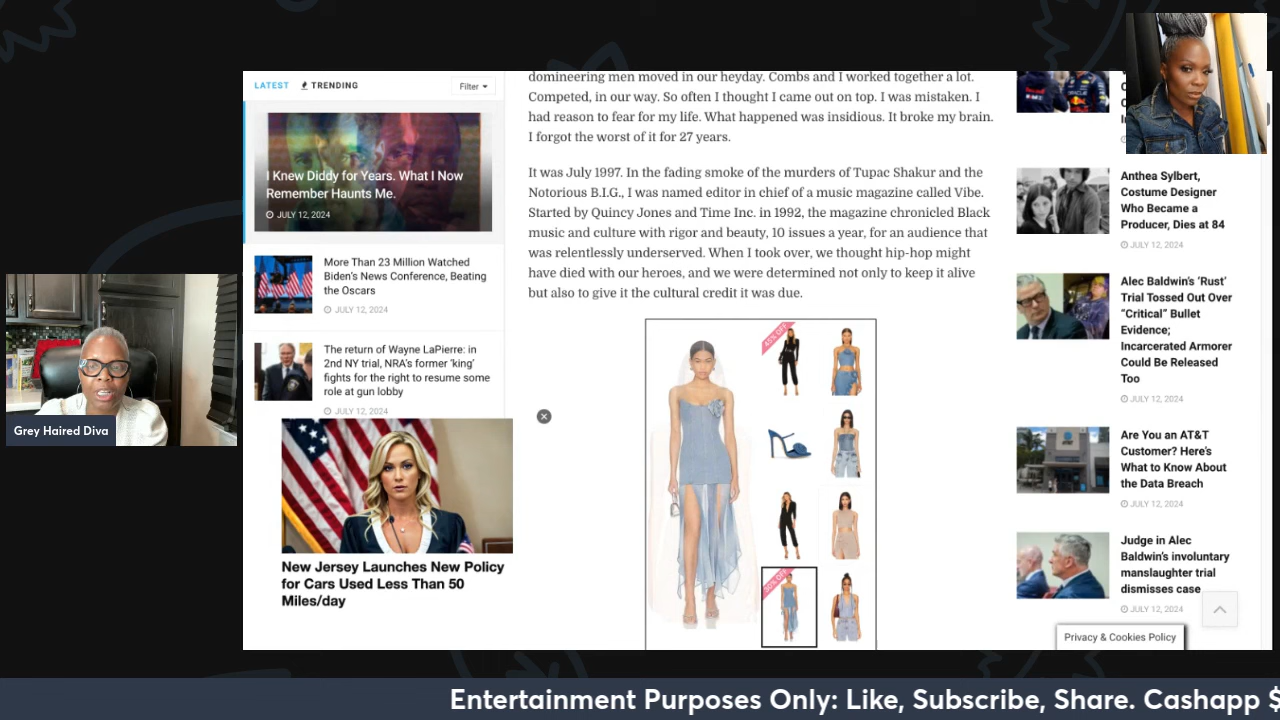 LATEST
TRENDING
Filter
I Knew Diddy for Years. What I Now
Remember Haunts Me.
JULY 12, 2024
More Than 23 Million Watched
Biden's News Conference, Beating
the Oscars
JULY 12, 2024
The return of Wayne LaPierre: in
2nd NY trial, NRA's former 'king'
fights for the right to resume some
role at gun lobby
JULY 12, 2024
New Jersey Launches New Policy
for Cars Used Less Than 50
Miles/day
domineering men moved in our heyday. Combs and I worked together a lot.
Competed, in our way. So often I thought I came out on top. I was mistaken. I
had reason to fear for my life. What happened was insidious. It broke my brain.
I forgot the worst of it for 27 years.
It was July 1997. In the fading smoke of the murders of Tupac Shakur and the
Notorious B.I.G., I was named editor in chief of a music magazine called Vibe.
Started by Quincy Jones and Time Inc. in 1992, the magazine chronicled Black
music and culture with rigor and beauty, 10 issues a year, for an audience that
was relentlessly underserved. When I took over, we thought hip-hop might
have died with our heroes, and we were determined not only to keep it alive
but also to give it the cultural credit it was due.
Anthea Sylbert,
Costume Designer
Who Became a
Producer, Dies at 84
JULY 12, 2024
Alec Baldwin's 'Rust'
Trial Tossed Out Over
"Critical" Bullet
Evidence;
Incarcerated Armorer
Could Be Released
Too
JULY 12, 2024
Are You an AT&T
Customer? Here's
What to Know About
the Data Breach
JULY 12, 2024
Judge in Alec
Baldwin's involuntary
manslaughter trial
dismisses case
JULY 12, 2024
Privacy & Cookies Policy
Grey Haired Diva
Entertainment Purposes Only: Like, Subscribe, Share. Cashapp $